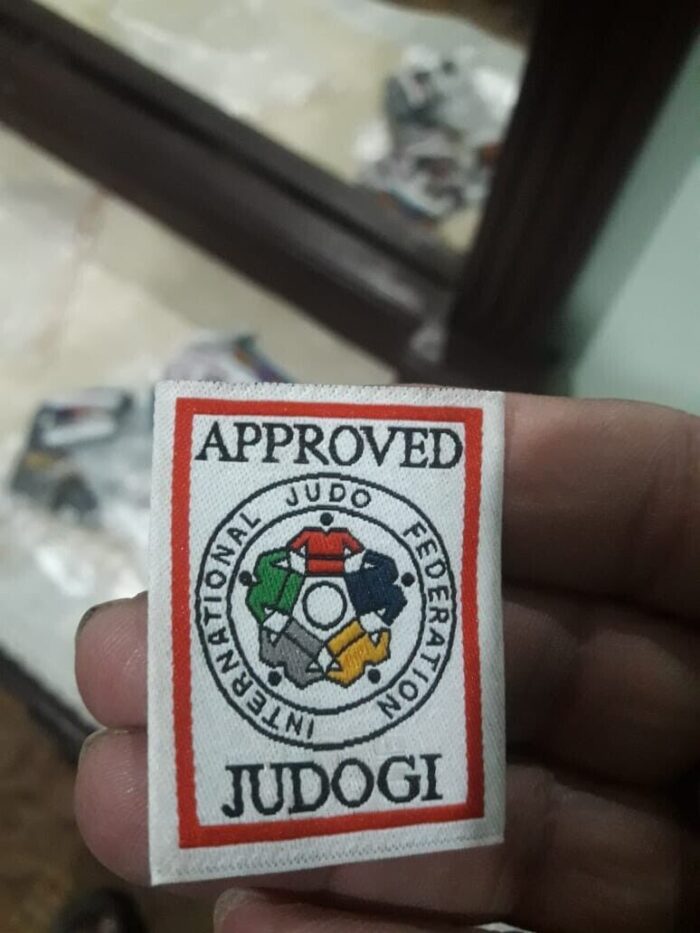 APPROVED
INTERNATIONAL JUDO FEDERATION
JUDOGI